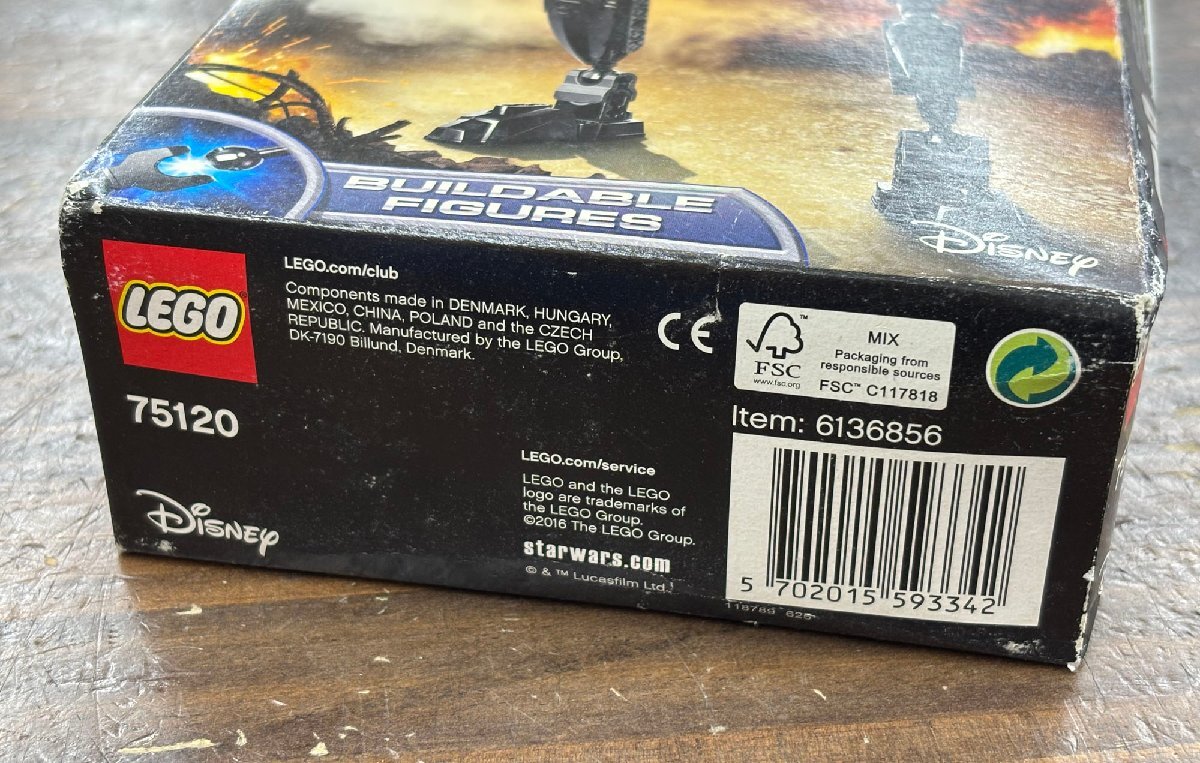 BUILDABLE
FIGURES
Disney
LEGO
LEGO.com/club
Components made in DENMARK, HUNGARY,
MEXICO, CHINA, POLAND and the CZECH
REPUBLIC. Manufactured by the LEGO Group,
DK-7190 Billund, Denmark.
CE
FSC
www.fsc.org
MIX
Packaging from
responsible sources
FSC™ C117818
75120
Item: 6136856
Disney
LEGO.com/service
LEGO and the LEGO
logo are trademarks of
the LEGO Group.
©2016 The LEGO Group.
starwars.com
© & ™ Lucasfilm Ltd.
5 702015 593342